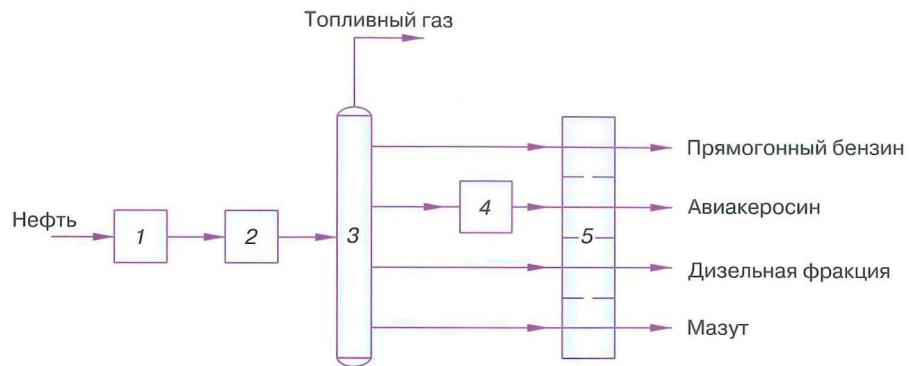 Топливный газ
Прямогонный бензин
Нефть
1
2
3
4
5
Авиакеросин
Дизельная фракция
Мазут